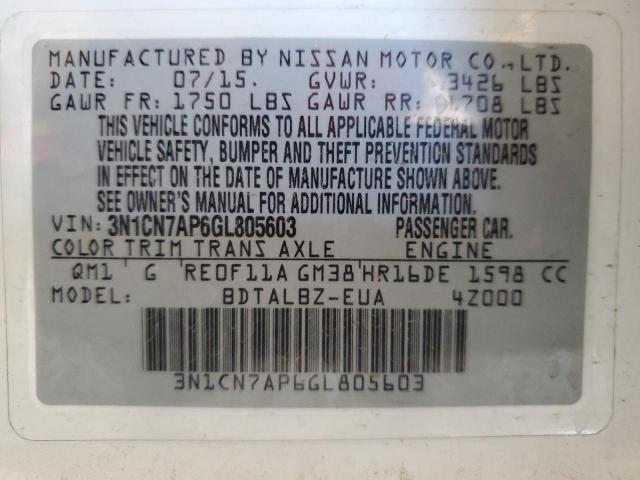 MANUFACTURED BY NISSAN MOTOR CO., LTD.
DATE: 07/15. GVWR: 3426 LBS
GAWR FR: 1750 LBS GAWR RR: 1708 LBS
THIS VEHICLE CONFORMS TO ALL APPLICABLE FEDERAL MOTOR
VEHICLE SAFETY, BUMPER AND THEFT PREVENTION STANDARDS
IN EFFECT ON THE DATE OF MANUFACTURE SHOWN ABOVE.
SEE OWNER'S MANUAL FOR ADDITIONAL INFORMATION.
VIN: 3N1CN7AP6GL805603 PASSENGER CAR.
COLOR TRIM TRANS AXLE ENGINE
QM1 G RE0F11A GM38 HR16DE 1598 CC
MODEL: BDTALBZ-EUA 4Z000
3N1CN7AP6GL805603